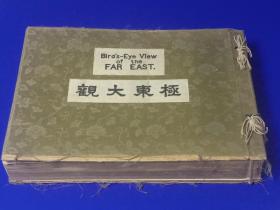 Bird's-Eye View
of the
FAR EAST.
觀大東極